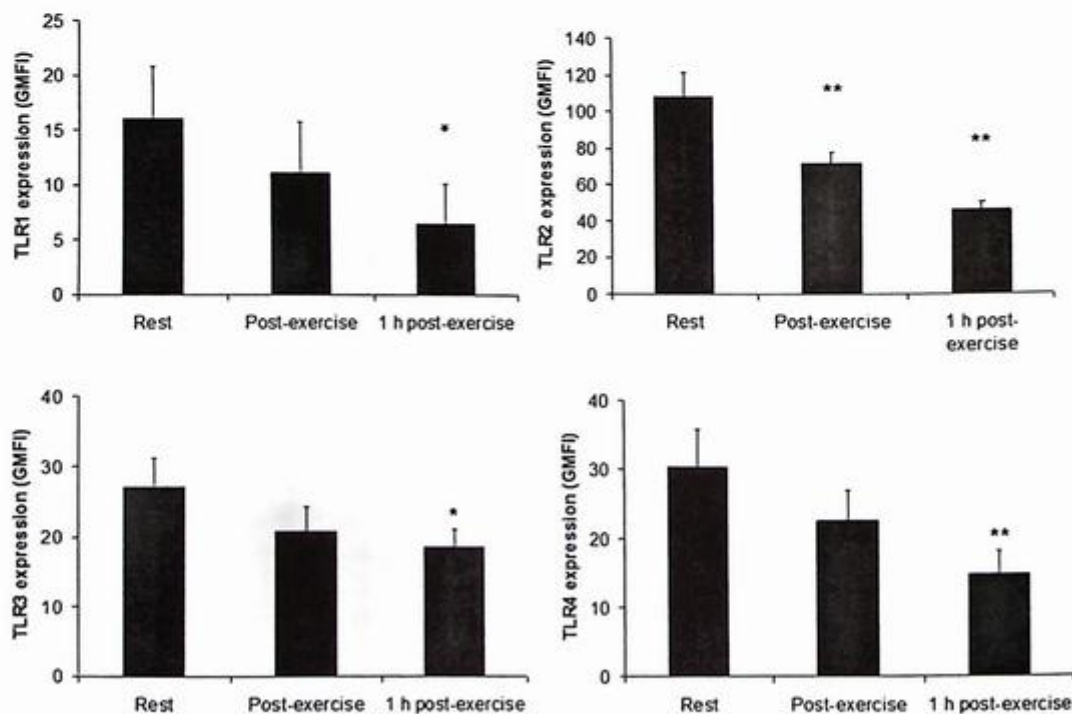 TLR1 expression (GMFI)
25
20
15
10
5
0
*
Rest
Post-exercise
1 h post-exercise
TLR2 expression (GMFI)
140
120
100
80
60
40
20
0
**
**
Rest
Post-exercise
1 h post-
exercise
TLR3 expression (GMFI)
40
30
20
10
0
*
Rest
Post-exercise
1 h post-exercise
TLR4 expression (GMFI)
40
30
20
10
0
**
Rest
Post-exercise
1 h post-exercise